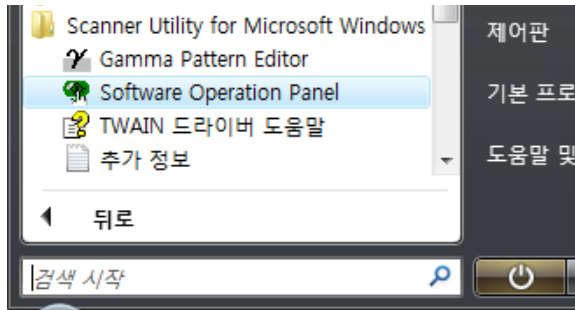 Scanner Utility for Microsoft Windows
Gamma Pattern Editor
Software Operation Panel
TWAIN 드라이버 도움말
추가 정보
뒤로
검색 시작
제어판
기본 프로
도움말 및